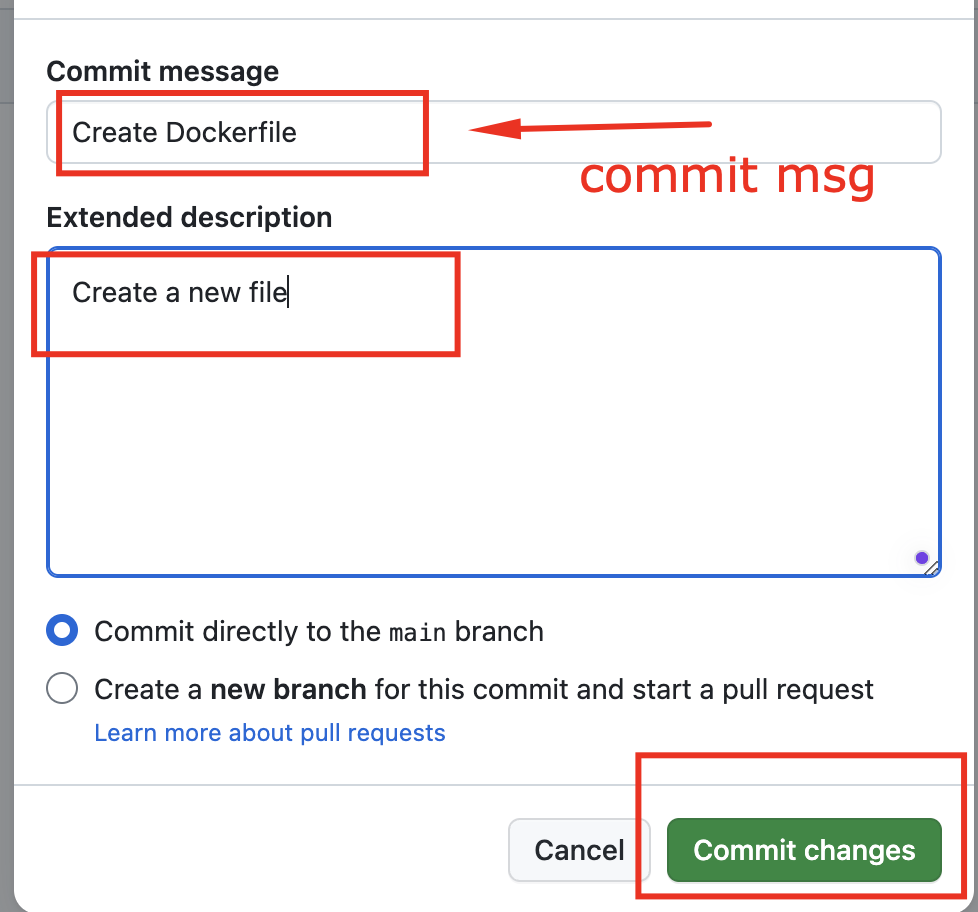 Commit message
Create Dockerfile
commit msg
Extended description
Create a new file
Commit directly to the main branch
Create a new branch for this commit and start a pull request
Learn more about pull requests
Cancel
Commit changes